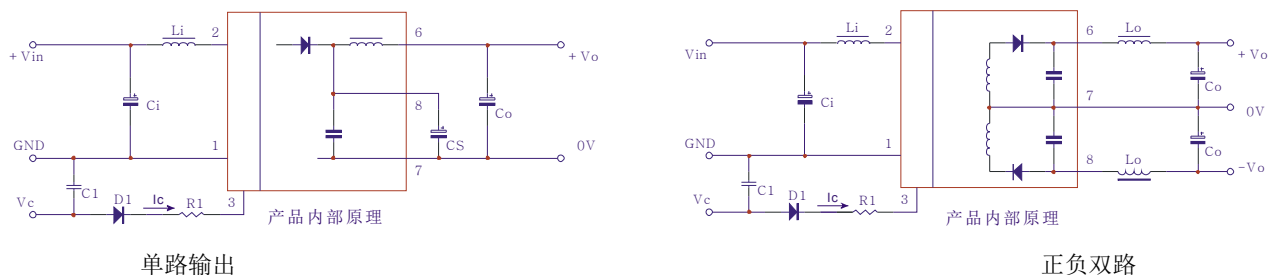 Li
2
6
+Vin
+Vo
Ci
8
Co
GND
1
CS
0V
7
C1
D1
Ic
R1
3
Vc
产品内部原理
单路输出
Li
2
6
Lo
Vin
+Vo
Ci
Co
7
0V
GND
1
Co
8
Lo
-Vo
C1
D1
Ic
R1
3
Vc
产品内部原理
正负双路